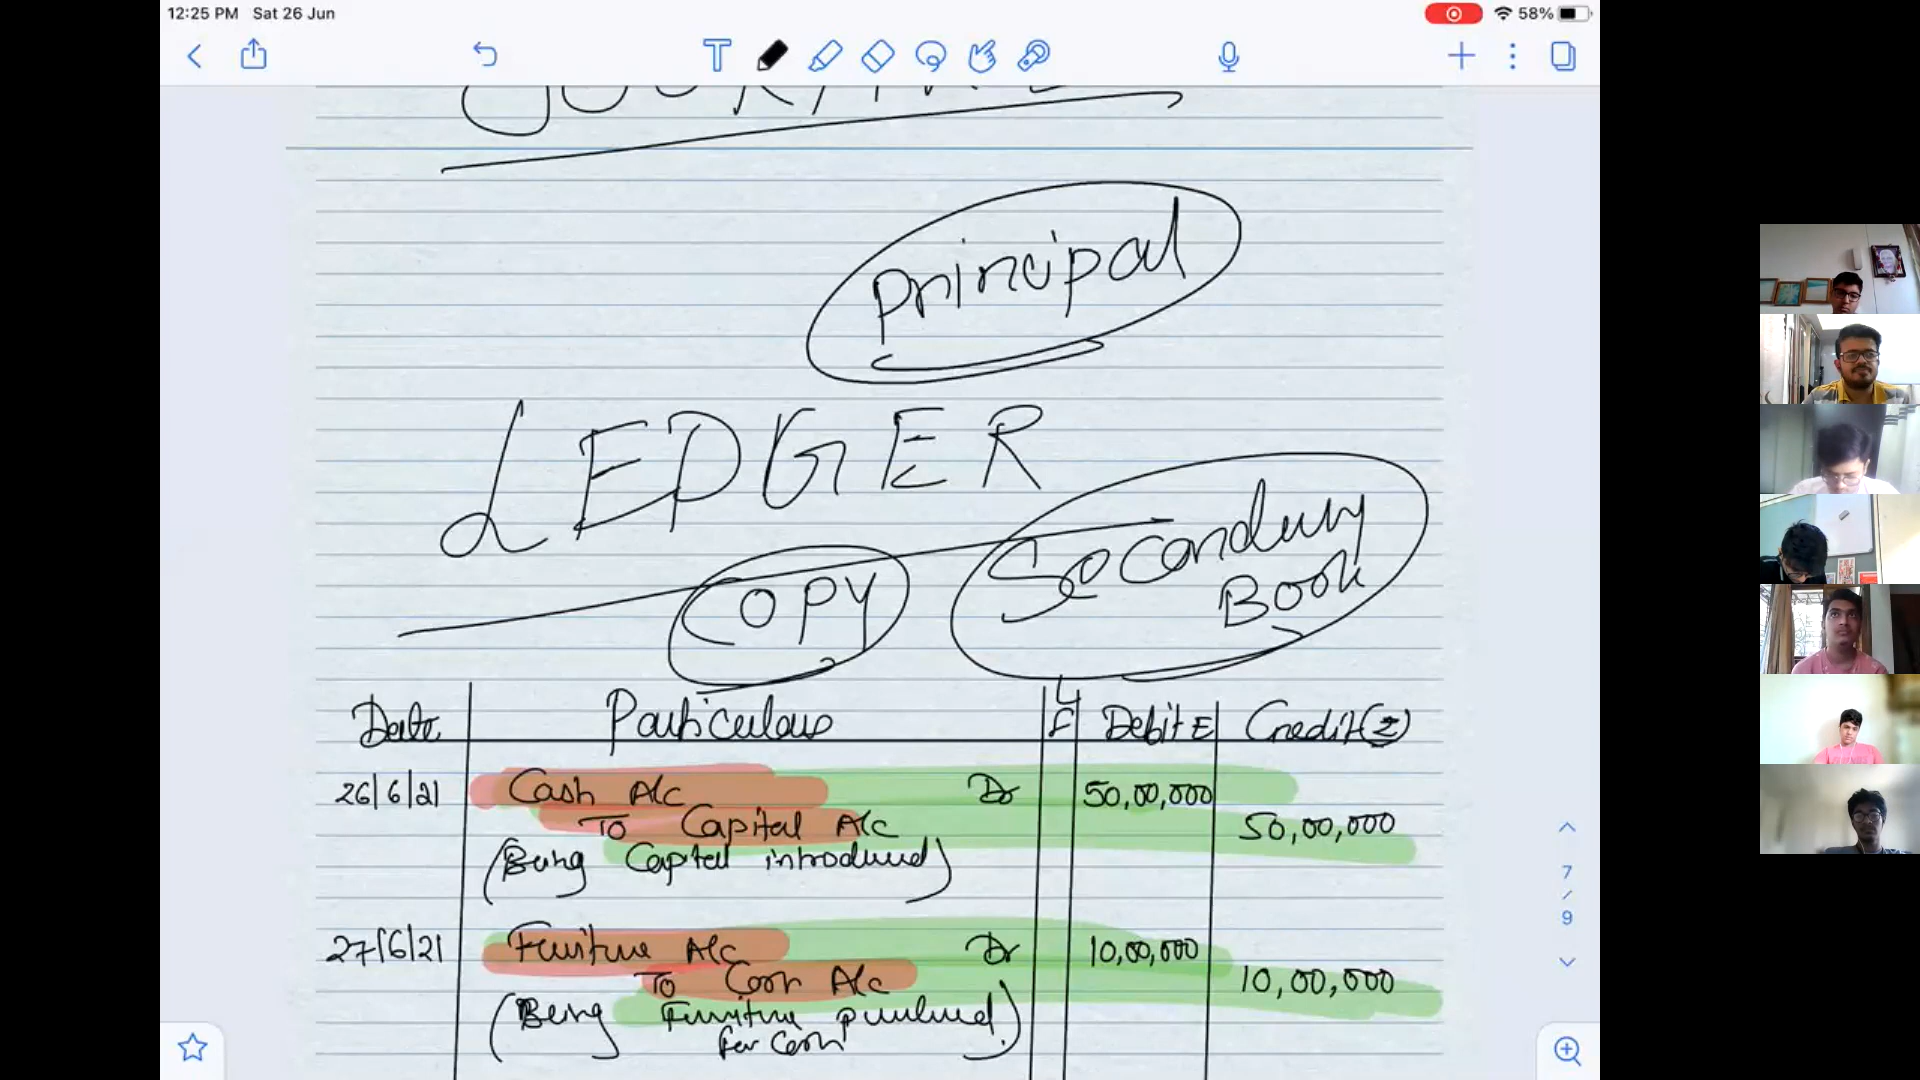 12:25 PM Sat 26 Jun
58%
Principal
LEDGER
COPY
Secondary
Book
Date Particulars LF Debit Credit (₹)
26/6/21 Cash A/c Dr 50,00,000
To Capital A/c 50,00,000
(Being Capital introduced)
27/6/21 Furniture A/c Dr 10,00,000
To Cash A/c 10,00,000
(Being Furniture purchased
for Cash)
7
/
9